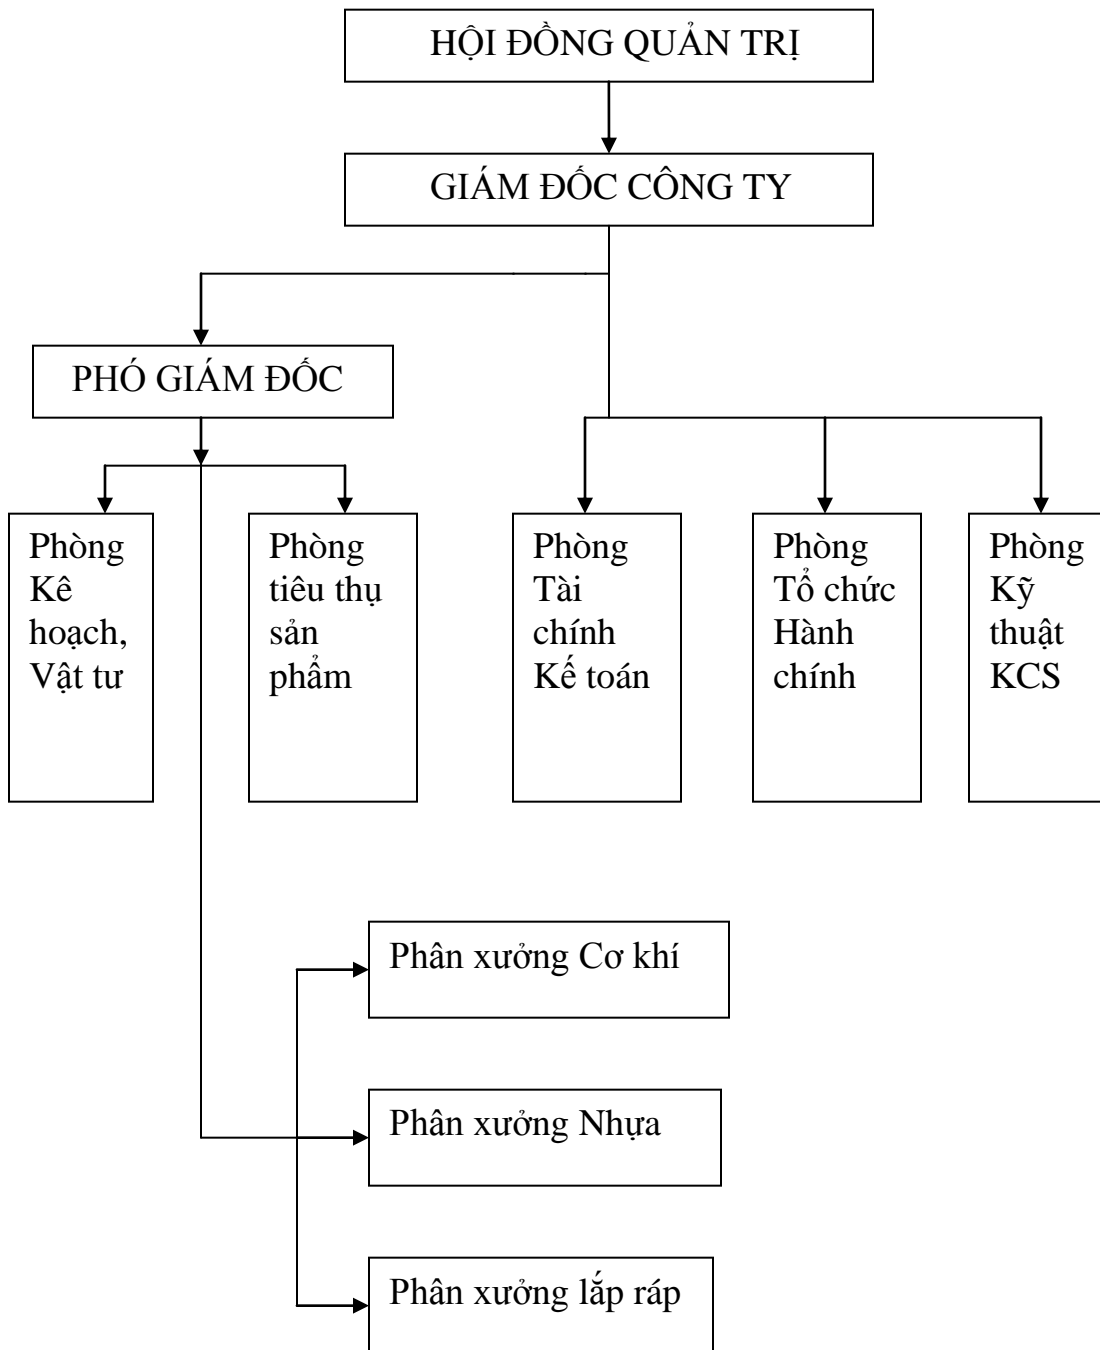 HỘI ĐỒNG QUẢN TRỊ
GIÁM ĐỐC CÔNG TY
PHÓ GIÁM ĐỐC
Phòng
Kê
hoạch,
Vật tư
Phòng
tiêu thụ
sản
phẩm
Phòng
Tài
chính
Kế toán
Phòng
Tổ chức
Hành
chính
Phòng
Kỹ
thuật
KCS
Phân xưởng Cơ khí
Phân xưởng Nhựa
Phân xưởng lắp ráp